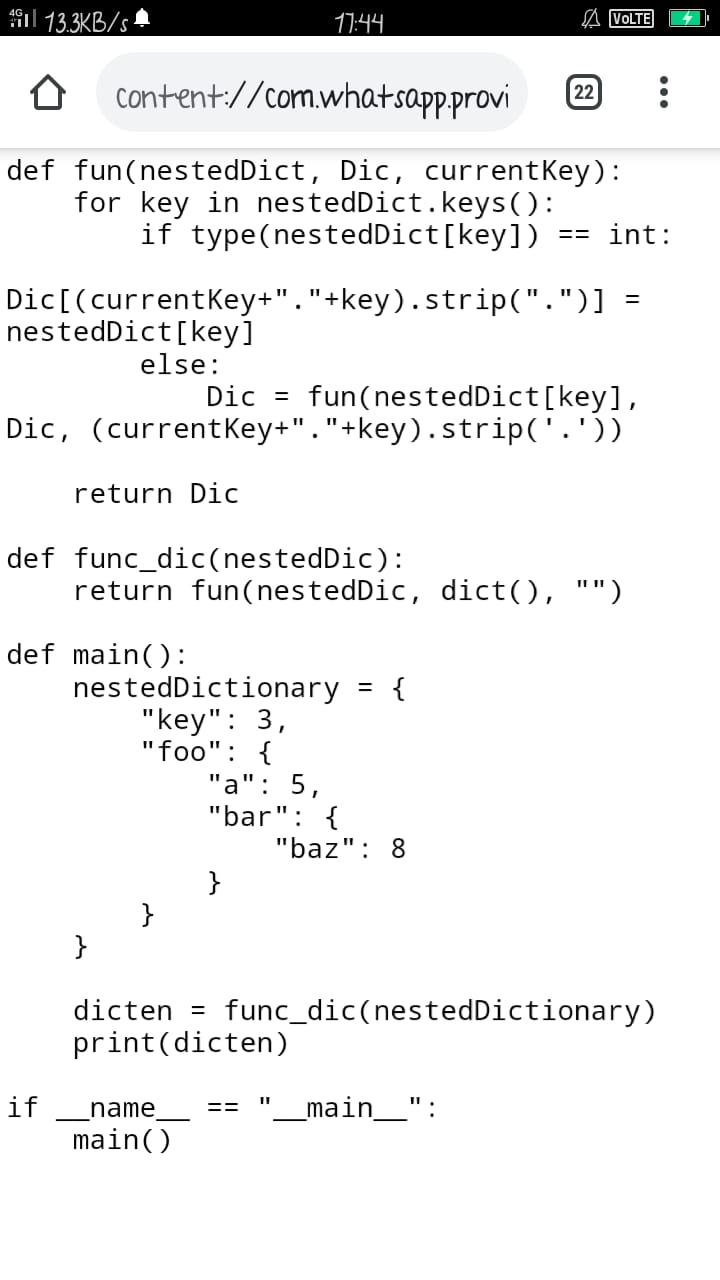 4G 13.3KB/s 17:44 VoLTE
content://com.whatsapp.provi 22
def fun(nestedDict, Dic, currentKey):
    for key in nestedDict.keys():
        if type(nestedDict[key]) == int:
Dic[(currentKey+"."+key).strip(".")] =
nestedDict[key]
        else:
            Dic = fun(nestedDict[key],
Dic, (currentKey+"."+key).strip('.'))
    return Dic
def func_dic(nestedDic):
    return fun(nestedDic, dict(), "")
def main():
    nestedDictionary = {
        "key": 3,
        "foo": {
            "a": 5,
            "bar": {
                "baz": 8
            }
        }
    }
    dicten = func_dic(nestedDictionary)
    print(dicten)
if __name__ == "__main__":
    main()